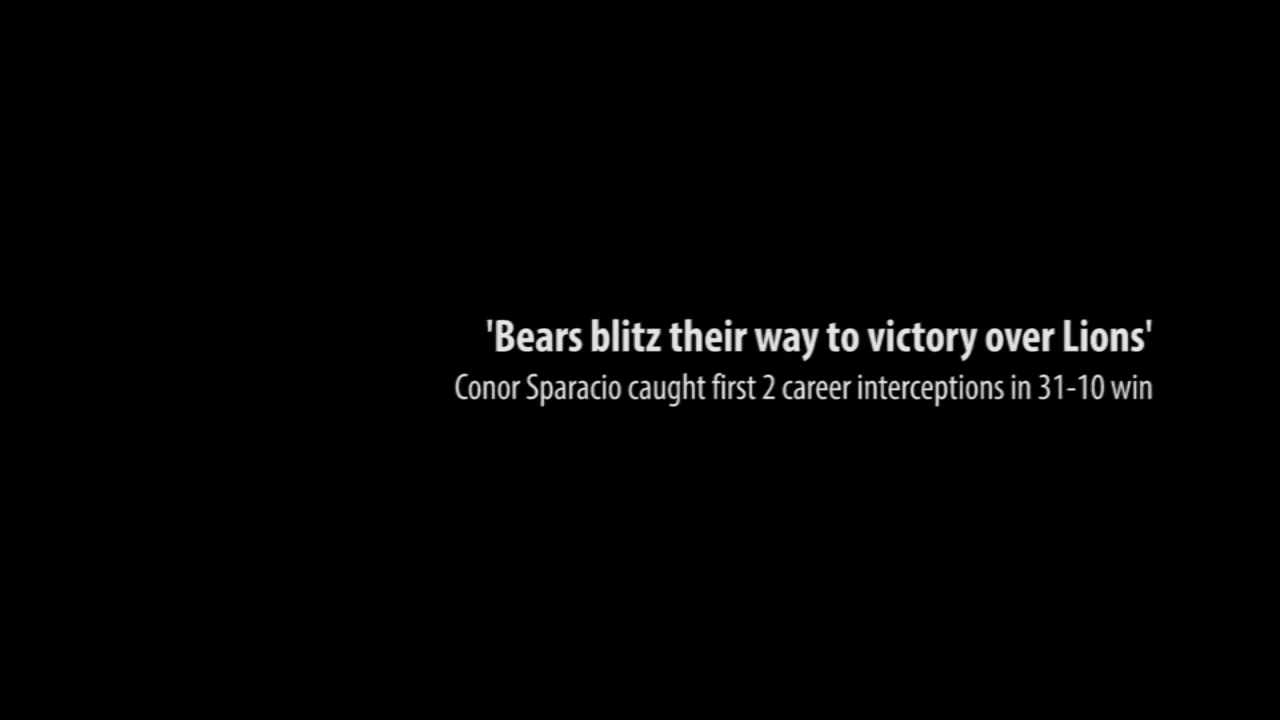 'Bears blitz their way to victory over Lions'
Conor Sparacio caught first 2 career interceptions in 31-10 win